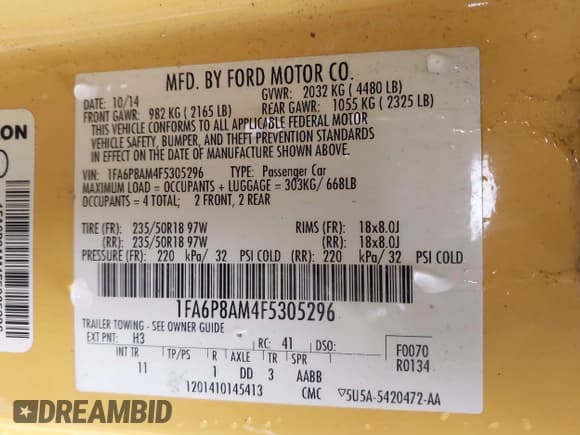 MFD. BY FORD MOTOR CO.
DATE: 10/14 GVWR: 2032 KG ( 4480 LB)
FRONT GAWR: 982 KG ( 2165 LB) REAR GAWR: 1055 KG ( 2325 LB)
THIS VEHICLE CONFORMS TO ALL APPLICABLE FEDERAL MOTOR
VEHICLE SAFETY, BUMPER, AND THEFT PREVENTION STANDARDS
IN EFFECT ON THE DATE OF MANUFACTURE SHOWN ABOVE.
VIN: 1FA6P8AM4F5305296 TYPE: Passenger Car
MAXIMUM LOAD = OCCUPANTS + LUGGAGE = 303KG/ 668LB
OCCUPANTS = 4 TOTAL; 2 FRONT, 2 REAR
TIRE (FR): 235/50R18 97W RIMS (FR): 18x8.0J
(RR): 235/50R18 97W (RR): 18x8.0J
PRESSURE (FR): 220 kPa/ 32 PSI COLD (RR): 220 kPa/ 32 PSI COLD
1FA6P8AM4F5305296
TRAILER TOWING - SEE OWNER GUIDE
EXT PNT: H3 RC: 41 DSO: F0070
R0134
INT TR TP/PS R AXLE TR SPR
11 1 DD 3 AABB
1201410145413 CMC ▽5U5A-5420472-AA
ON
DREAMBID